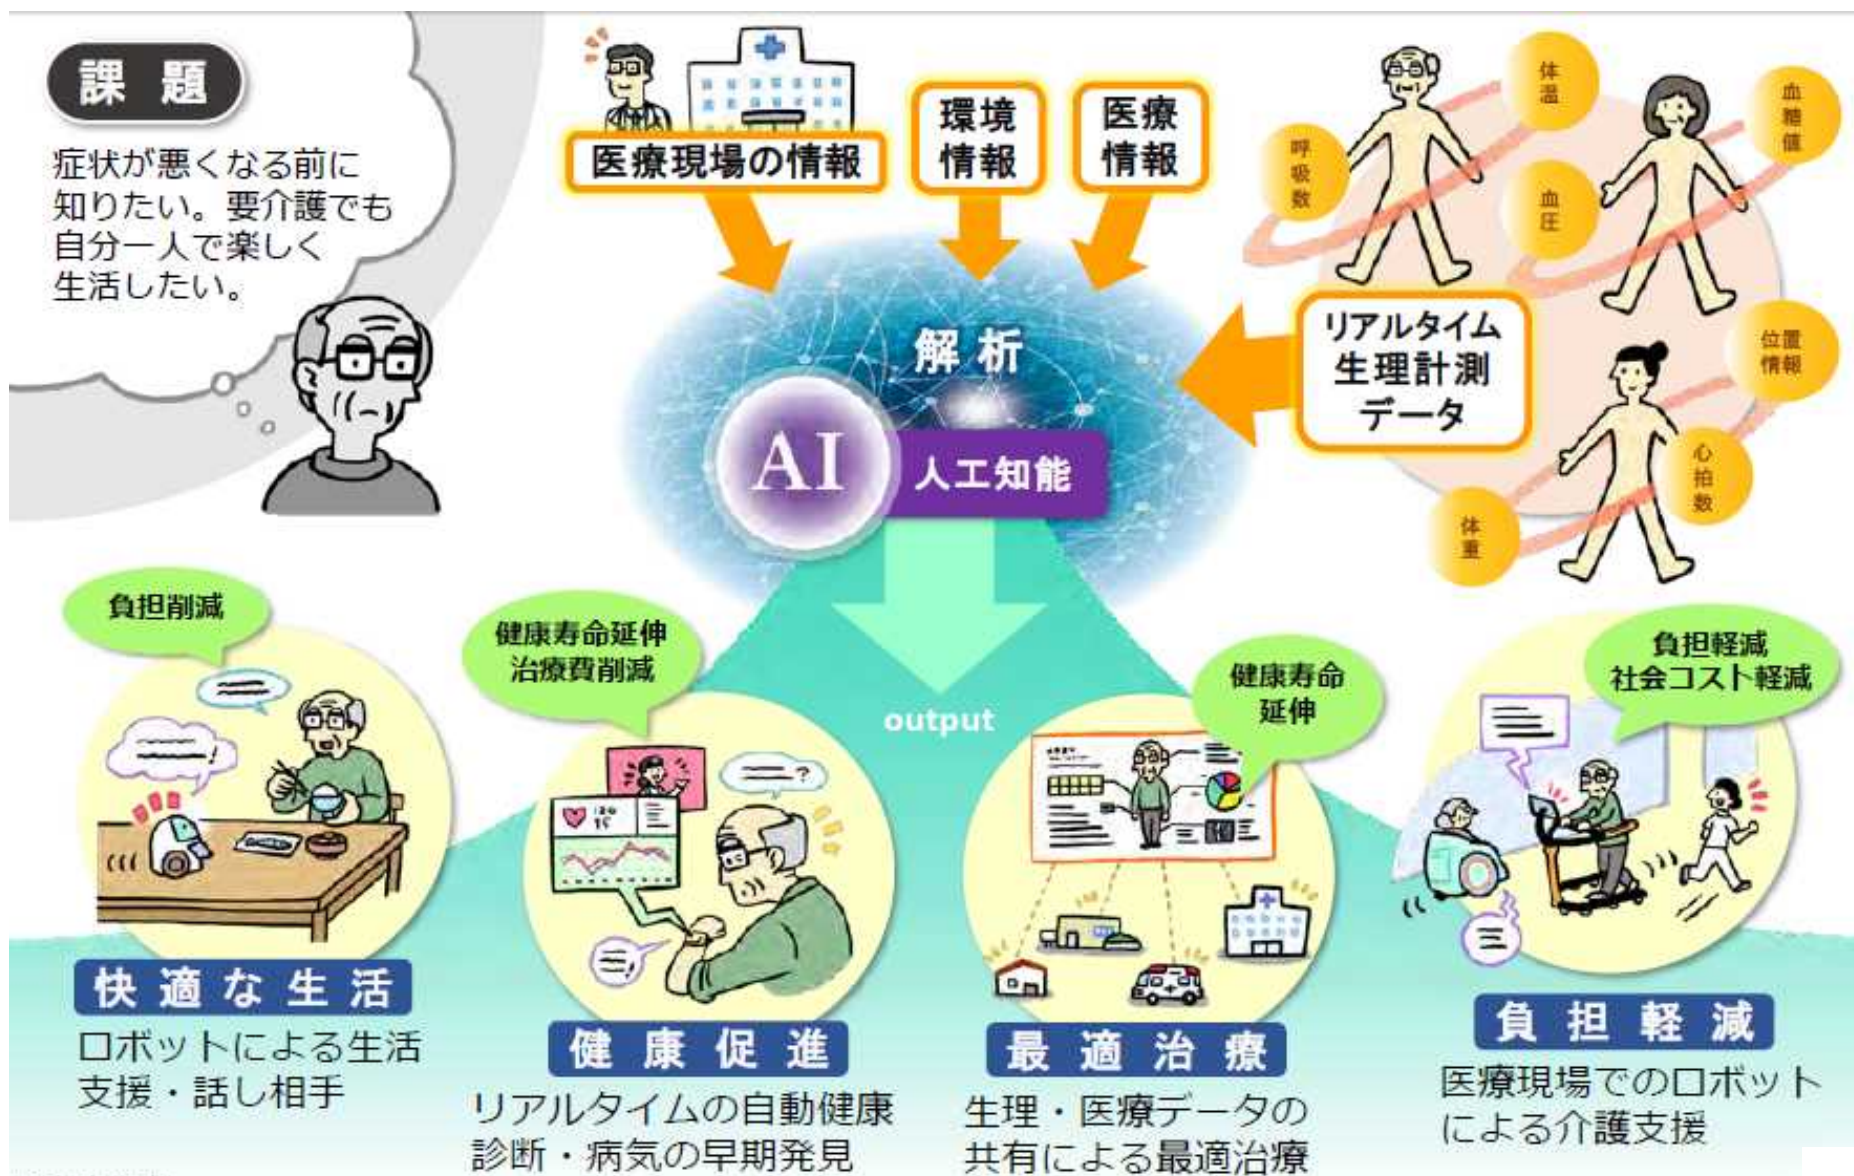 課題
症状が悪くなる前に
知りたい。要介護でも
自分一人で楽しく
生活したい。
医療現場の情報
環境
情報
医療
情報
体温
血糖値
呼吸数
血圧
リアルタイム
生理計測
データ
位置
情報
心拍数
体重
解析
AI
人工知能
output
負担削減
健康寿命延伸
治療費削減
健康寿命
延伸
負担軽減
社会コスト軽減
快適な生活
ロボットによる生活
支援・話し相手
健康促進
リアルタイムの自動健康
診断・病気の早期発見
最適治療
生理・医療データの
共有による最適治療
負担軽減
医療現場でのロボット
による介護支援